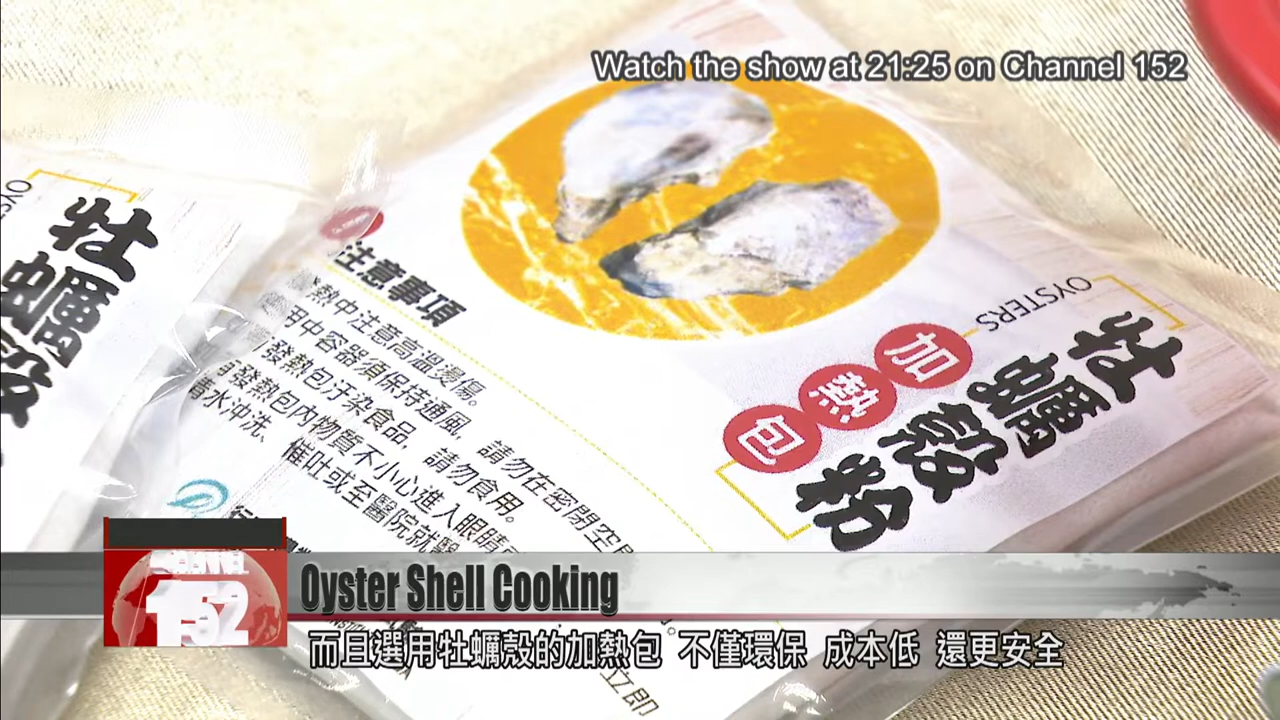 Watch the show at 21:25 on Channel 152
OYSTERS
牡蠣殼粉
加熱包
注意事項
熱中注意高溫燙傷。
中容器須保持通風, 請勿在密閉空
發熱包汙染食品, 請勿食用。
發熱包內物質不小心進入眼睛
清水沖洗、催吐或至醫院就醫
立即
牡蠣殼
CHANNEL
152
Oyster Shell Cooking
而且選用牡蠣殼的加熱包 不僅環保 成本低 還更安全